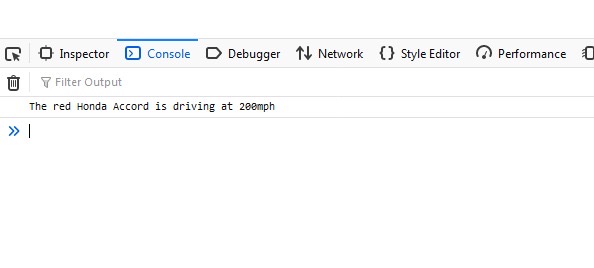 Inspector Console Debugger Network Style Editor Performance
Filter Output
The red Honda Accord is driving at 200mph